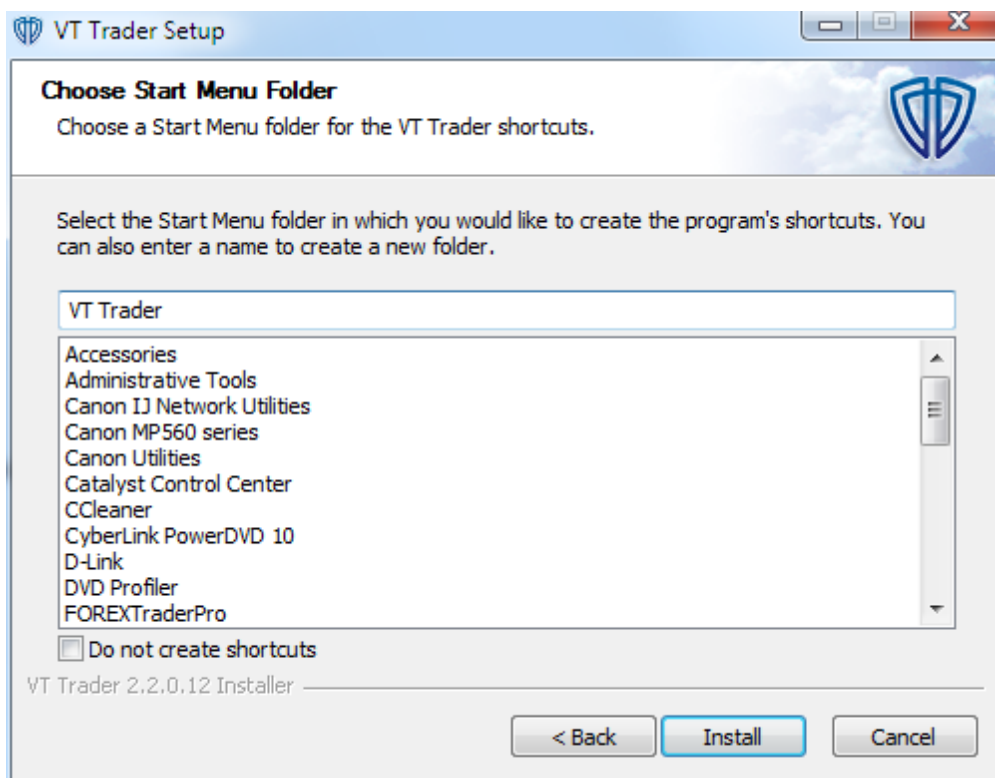 VT Trader Setup
Choose Start Menu Folder
Choose a Start Menu folder for the VT Trader shortcuts.
Select the Start Menu folder in which you would like to create the program's shortcuts. You
can also enter a name to create a new folder.
VT Trader
Accessories
Administrative Tools
Canon IJ Network Utilities
Canon MP560 series
Canon Utilities
Catalyst Control Center
CCleaner
CyberLink PowerDVD 10
D-Link
DVD Profiler
FOREXTraderPro
Do not create shortcuts
VT Trader 2.2.0.12 Installer
< Back Install Cancel